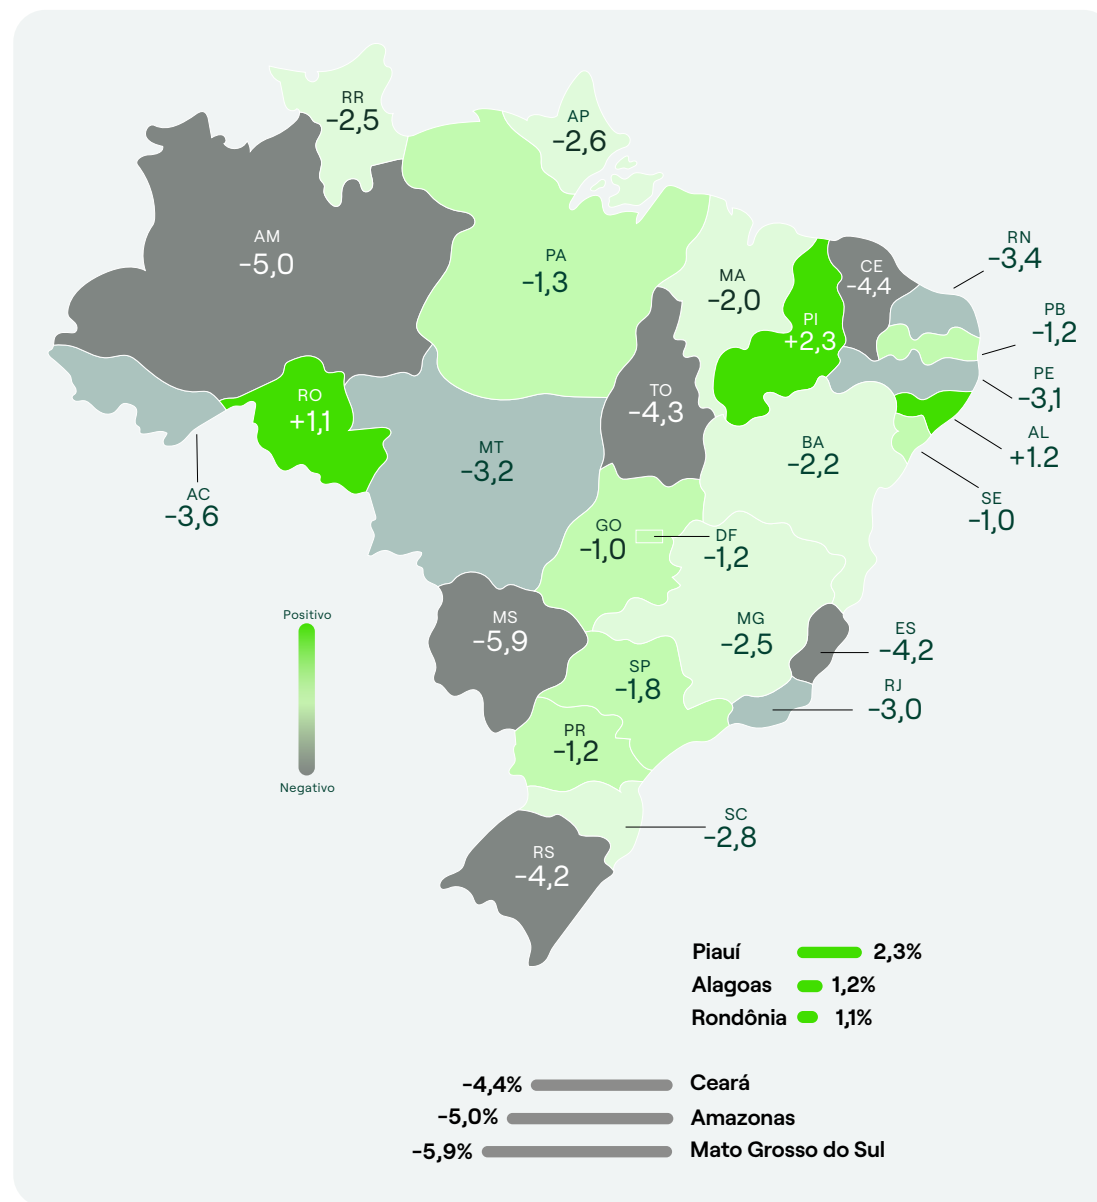 RR
-2,5
AP
-2,6
AM
-5,0
PA
-1,3
RN
-3,4
MA
-2,0
CE
-4,4
PI
+2,3
PB
-1,2
PE
-3,1
RO
+1,1
TO
-4,3
AL
+1.2
MT
-3,2
BA
-2,2
AC
-3,6
SE
-1,0
GO
-1,0
DF
-1,2
Positivo
Negativo
MS
-5,9
MG
-2,5
ES
-4,2
SP
-1,8
RJ
-3,0
PR
-1,2
SC
-2,8
RS
-4,2
Piauí 2,3%
Alagoas 1,2%
Rondônia 1,1%
-4,4% Ceará
-5,0% Amazonas
-5,9% Mato Grosso do Sul